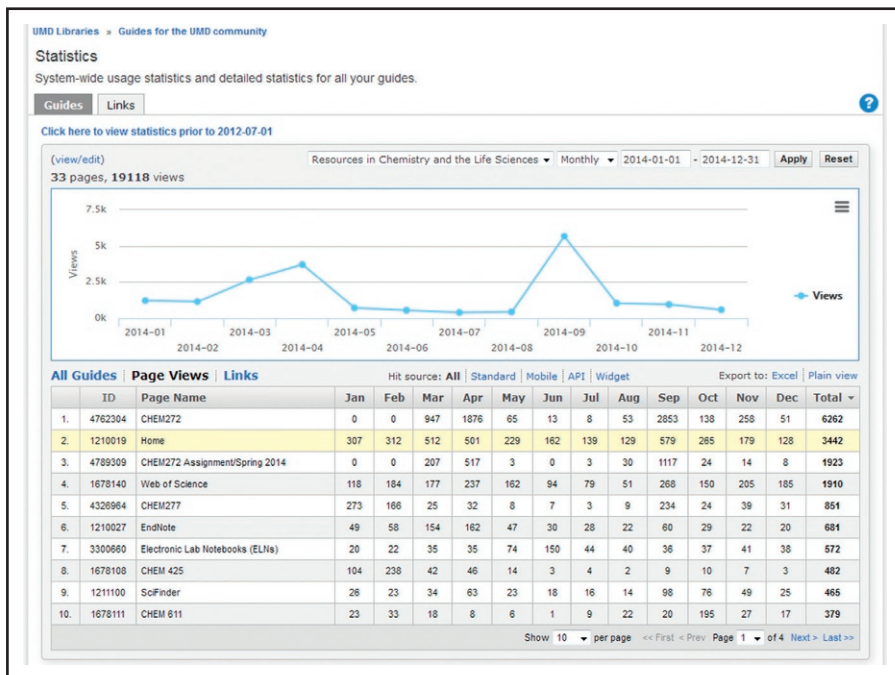 UMD Libraries » Guides for the UMD community
Statistics
System-wide usage statistics and detailed statistics for all your guides.
Guides Links ?
Click here to view statistics prior to 2012-07-01
(view/edit) Resources in Chemistry and the Life Sciences Monthly 2014-01-01 - 2014-12-31 Apply Reset
33 pages, 19118 views
7.5k
5k
2.5k
0k
Views
Views
2014-01 2014-03 2014-05 2014-07 2014-09 2014-11
2014-02 2014-04 2014-06 2014-08 2014-10 2014-12
All Guides | Page Views | Links Hit source: All | Standard | Mobile | API | Widget Export to: Excel | Plain view
ID Page Name Jan Feb Mar Apr May Jun Jul Aug Sep Oct Nov Dec Total
1. 4762304 CHEM272 0 0 947 1876 65 13 8 53 2853 138 258 51 6262
2. 1210019 Home 307 312 512 501 229 162 139 129 579 265 179 128 3442
3. 4789309 CHEM272 Assignment/Spring 2014 0 0 207 517 3 0 3 30 1117 24 14 8 1923
4. 1678140 Web of Science 118 184 177 237 162 94 79 51 268 150 205 185 1910
5. 4326964 CHEM277 273 166 25 32 8 7 3 9 234 24 39 31 851
6. 1210027 EndNote 49 58 154 162 47 30 28 22 60 29 22 20 681
7. 3300660 Electronic Lab Notebooks (ELNs) 20 22 35 35 74 150 44 40 36 37 41 38 572
8. 1678108 CHEM 425 104 238 42 46 14 3 4 2 9 10 7 3 482
9. 1211100 SciFinder 26 23 34 63 23 18 16 14 98 76 49 25 465
10. 1678111 CHEM 611 23 33 18 8 6 1 9 22 20 195 27 17 379
Show 10 per page << First < Prev Page 1 of 4 Next > Last >>